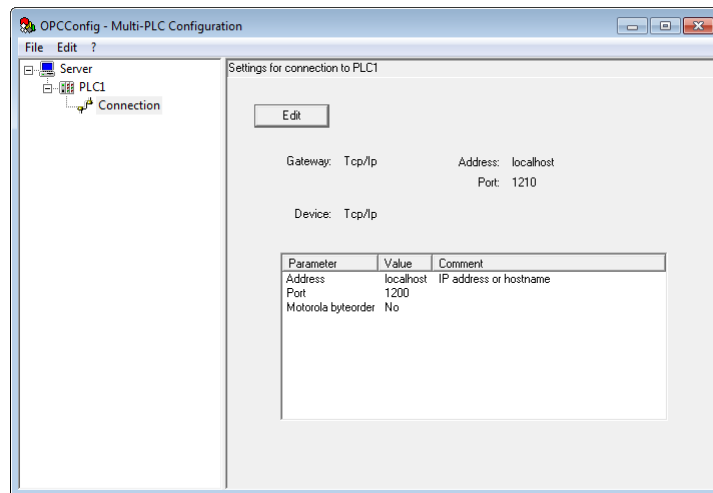 OPCConfig - Multi-PLC Configuration
File Edit ?
Server
PLC1
Connection
Settings for connection to PLC1
Edit
Gateway: Tcp/Ip Address: localhost
Port: 1210
Device: Tcp/Ip
Parameter Value Comment
Address localhost IP address or hostname
Port 1200
Motorola byteorder No